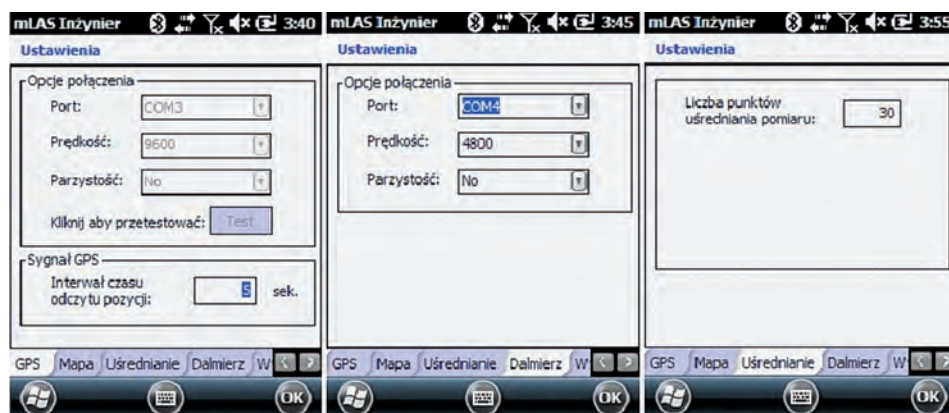 mLAS Inżynier 3:40
Ustawienia
Opcje połączenia
Port: COM3
Prędkość: 9600
Parzystość: No
Kliknij aby przetestować: Test
Sygnał GPS
Interwał czasu
odczytu pozycji: 5 sek.
GPS Mapa Uśrednianie Dalmierz W
OK
mLAS Inżynier 3:45
Ustawienia
Opcje połączenia
Port: COM4
Prędkość: 4800
Parzystość: No
GPS Mapa Uśrednianie Dalmierz W
OK
mLAS Inżynier 3:55
Ustawienia
Liczba punktów
uśredniania pomiaru: 30
GPS Mapa Uśrednianie Dalmierz W
OK